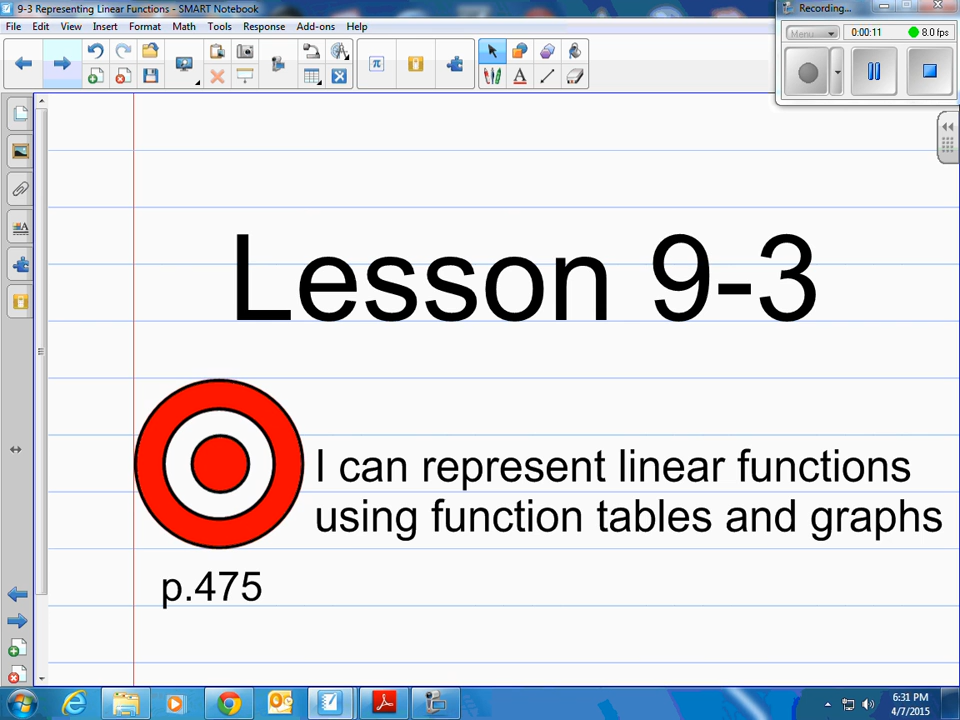 9-3 Representing Linear Functions - SMART Notebook
Recording...
File Edit View Insert Format Math Tools Response Add-ons Help
Menu
0:00:11
8.0 fps
Lesson 9-3
I can represent linear functions
using function tables and graphs
p.475
6:31 PM
4/7/2015